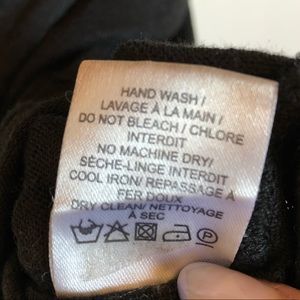 HAND WASH/
LAVAGE À LA MAIN/
DO NOT BLEACH/ CHLORE
INTERDIT
NO MACHINE DRY/
SÈCHE-LINGE INTERDIT
COOL IRON/ REPASSAGE À
FER DOUX
DRY CLEAN/ NETTOYAGE
À SEC
P